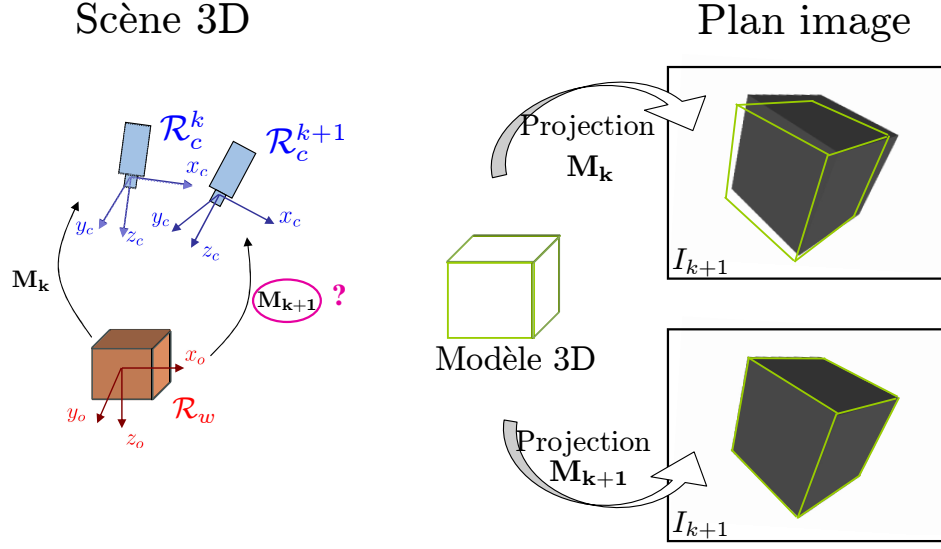 Scène 3D
Plan image
R_c^k
R_c^{k+1}
x_c
y_c
z_c
x_c
y_c
z_c
M_k
M_{k+1} ?
x_o
y_o
z_o
R_w
Projection
M_k
I_{k+1}
Modèle 3D
Projection
M_{k+1}
I_{k+1}